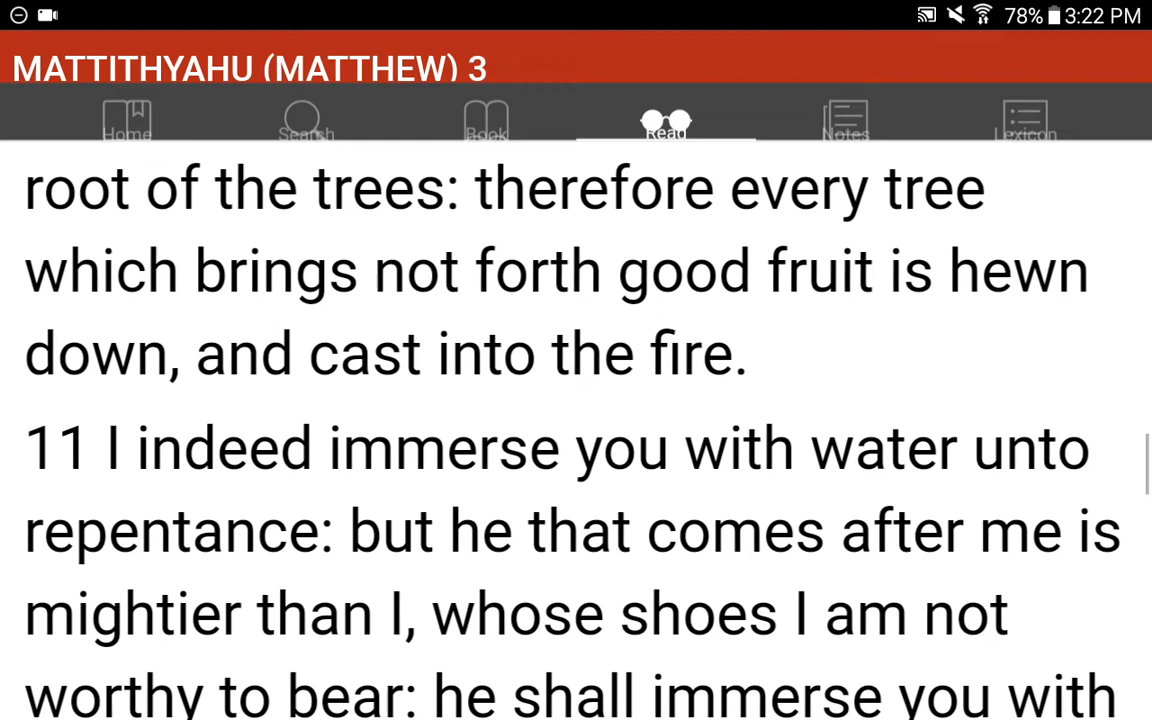 78% 3:22 PM
MATTITHYAHU (MATTHEW) 3
Home Search Book Read Notes Lexicon
root of the trees: therefore every tree
which brings not forth good fruit is hewn
down, and cast into the fire.
11 I indeed immerse you with water unto
repentance: but he that comes after me is
mightier than I, whose shoes I am not
worthy to bear: he shall immerse you with